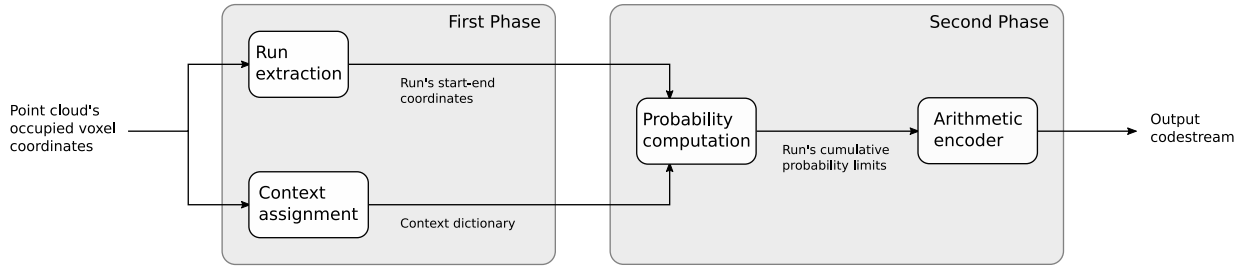 First Phase
Second Phase
Run
extraction
Run's start-end
coordinates
Point cloud's
occupied voxel
coordinates
Probability
computation
Run's cumulative
probability limits
Arithmetic
encoder
Output
codestream
Context
assignment
Context dictionary